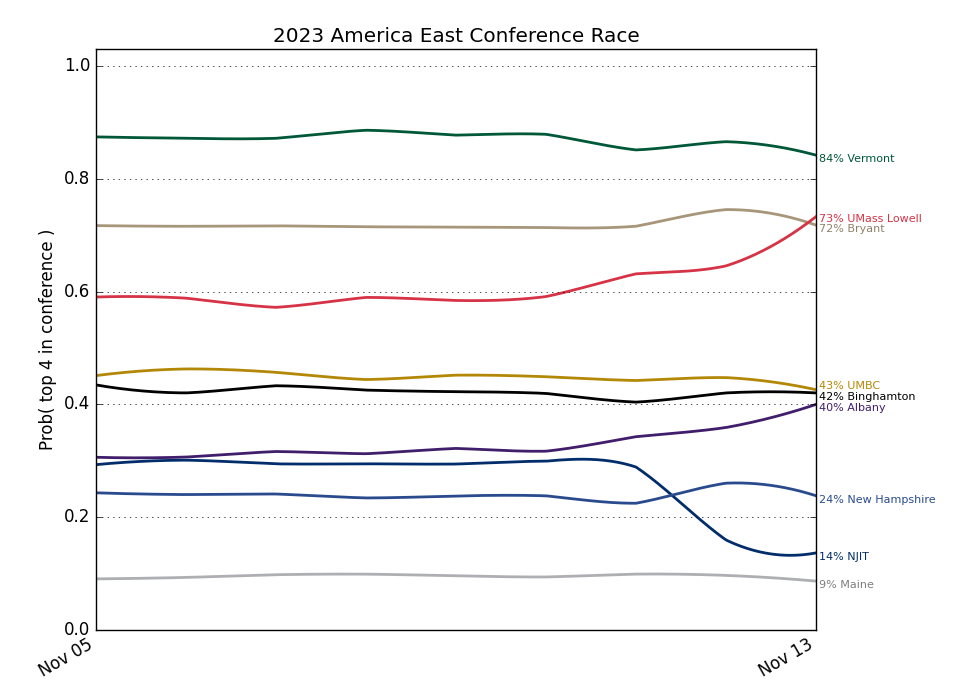 2023 America East Conference Race
Prob( top 4 in conference )
1.0
0.8
0.6
0.4
0.2
0.0
Nov 05
Nov 13
84% Vermont
73% UMass Lowell
72% Bryant
43% UMBC
42% Binghamton
40% Albany
24% New Hampshire
14% NJIT
9% Maine